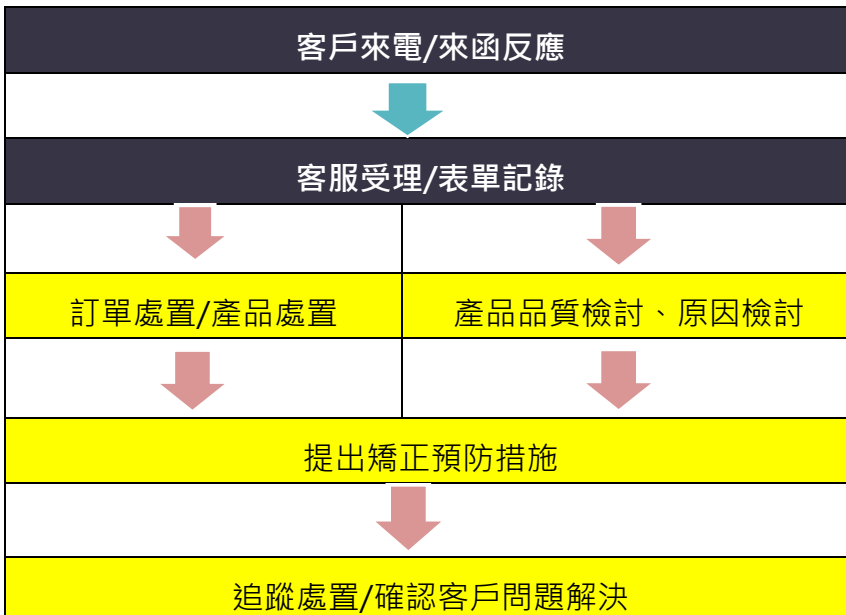 客戶來電/來函反應
客服受理/表單記錄
訂單處置/產品處置
產品品質檢討、原因檢討
提出矯正預防措施
追蹤處置/確認客戶問題解決